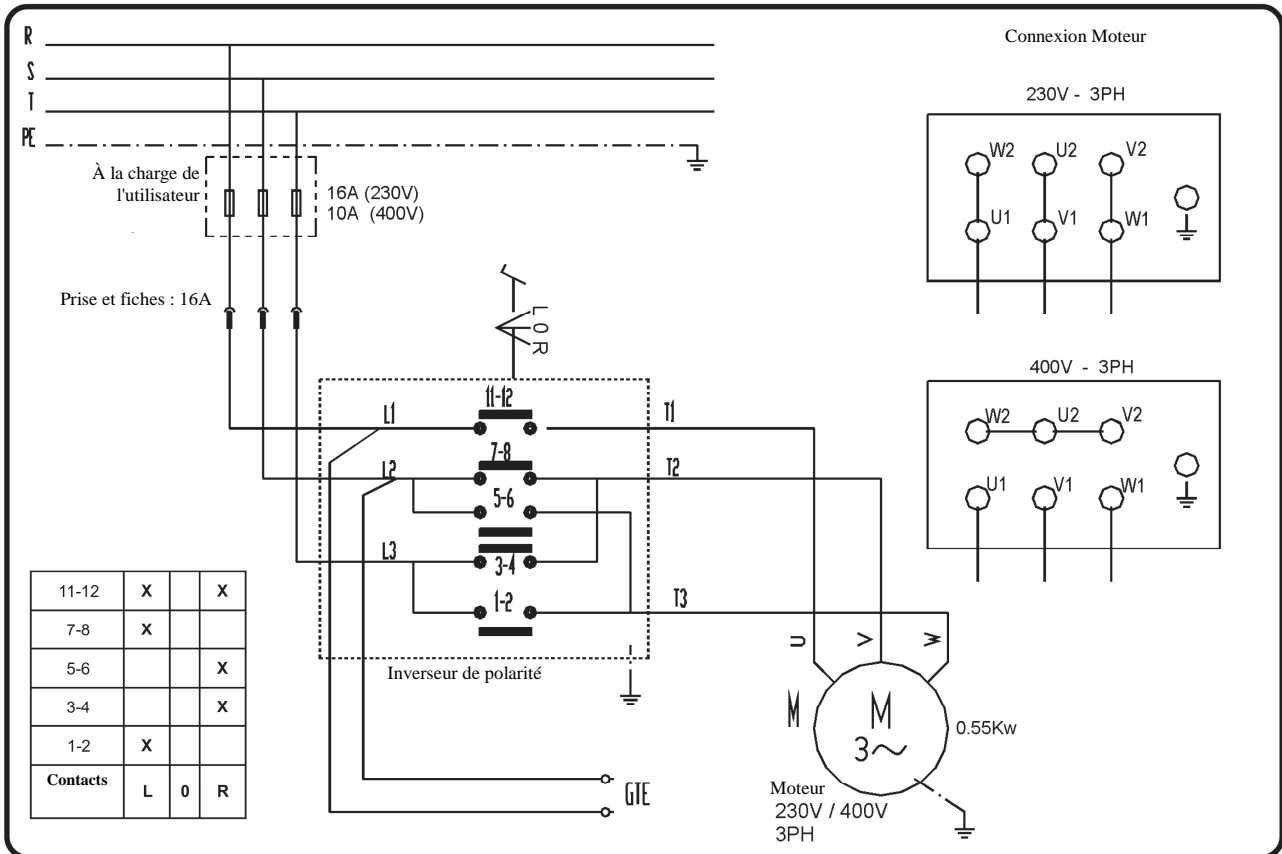 R
S
T
PE
À la charge de
l'utilisateur
16A (230V)
10A (400V)
Prise et fiches : 16A
L 0 R
L1
11-12
T1
L2
7-8
T2
5-6
L3
3-4
1-2
T3
Inverseur de polarité
U
V
W
M
M
3~
0.55Kw
Moteur
230V / 400V
3PH
GTE
Connexion Moteur
230V - 3PH
W2 U2 V2
U1 V1 W1
400V - 3PH
W2 U2 V2
U1 V1 W1
11-12 X X
7-8 X
5-6 X
3-4 X
1-2 X
Contacts L 0 R